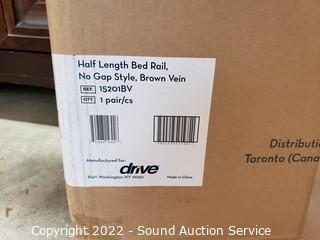 Half Length Bed Rail,
No Gap Style, Brown Vein
REF. 15201BV
QTY. 1 pair/cs
Manufactured for:
drive
Port Washington NY 11050
Made in China
Distributi
Toronto (Cana
Copyright 2022 - Sound Auction Service